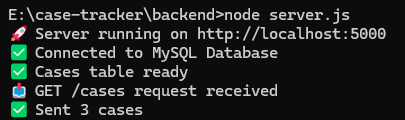 E:\case-tracker\backend>node server.js
🚀 Server running on http://localhost:5000
✅ Connected to MySQL Database
✅ Cases table ready
📩 GET /cases request received
✅ Sent 3 cases